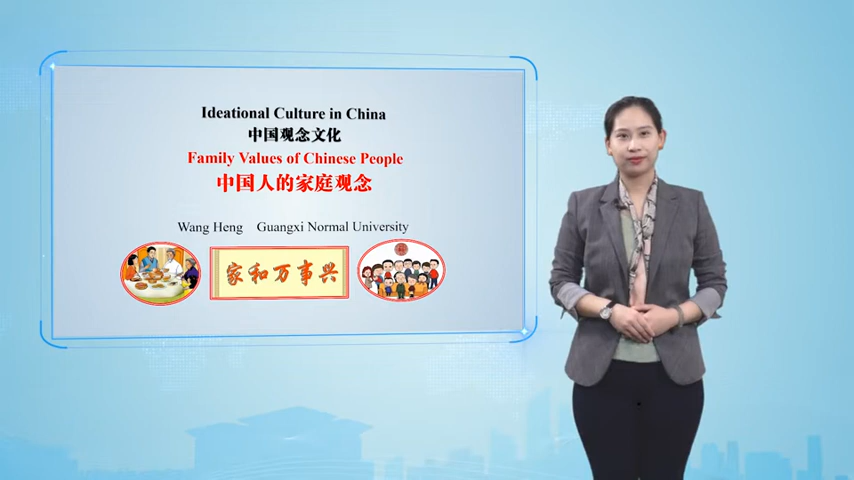 Ideational Culture in China
中国观念文化
Family Values of Chinese People
中国人的家庭观念
Wang Heng Guangxi Normal University
家和万事兴